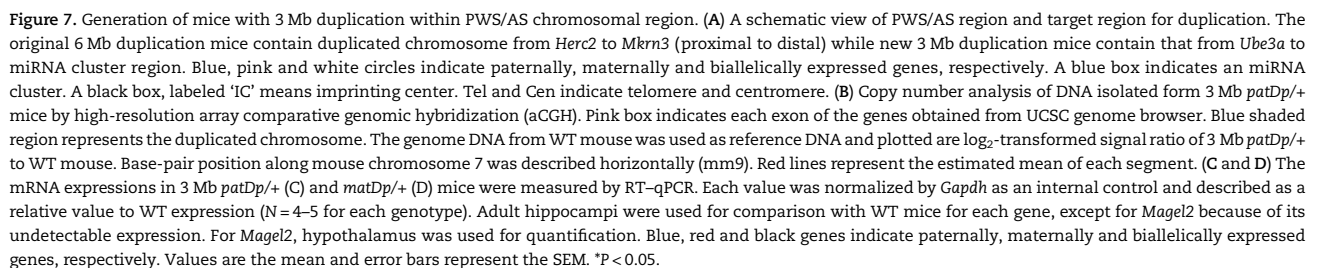 Figure 7. Generation of mice with 3 Mb duplication within PWS/AS chromosomal region. (A) A schematic view of PWS/AS region and target region for duplication. The
original 6 Mb duplication mice contain duplicated chromosome from Herc2 to Mkrn3 (proximal to distal) while new 3 Mb duplication mice contain that from Ube3a to
miRNA cluster region. Blue, pink and white circles indicate paternally, maternally and biallelically expressed genes, respectively. A blue box indicates an miRNA
cluster. A black box, labeled ‘IC’ means imprinting center. Tel and Cen indicate telomere and centromere. (B) Copy number analysis of DNA isolated form 3 Mb patDp/+
mice by high-resolution array comparative genomic hybridization (aCGH). Pink box indicates each exon of the genes obtained from UCSC genome browser. Blue shaded
region represents the duplicated chromosome. The genome DNA from WT mouse was used as reference DNA and plotted are log₂-transformed signal ratio of 3 Mb patDp/+
to WT mouse. Base-pair position along mouse chromosome 7 was described horizontally (mm9). Red lines represent the estimated mean of each segment. (C and D) The
mRNA expressions in 3 Mb patDp/+ (C) and matDp/+ (D) mice were measured by RT–qPCR. Each value was normalized by Gapdh as an internal control and described as a
relative value to WT expression (N = 4–5 for each genotype). Adult hippocampi were used for comparison with WT mice for each gene, except for Magel2 because of its
undetectable expression. For Magel2, hypothalamus was used for quantification. Blue, red and black genes indicate paternally, maternally and biallelically expressed
genes, respectively. Values are the mean and error bars represent the SEM. *P < 0.05.